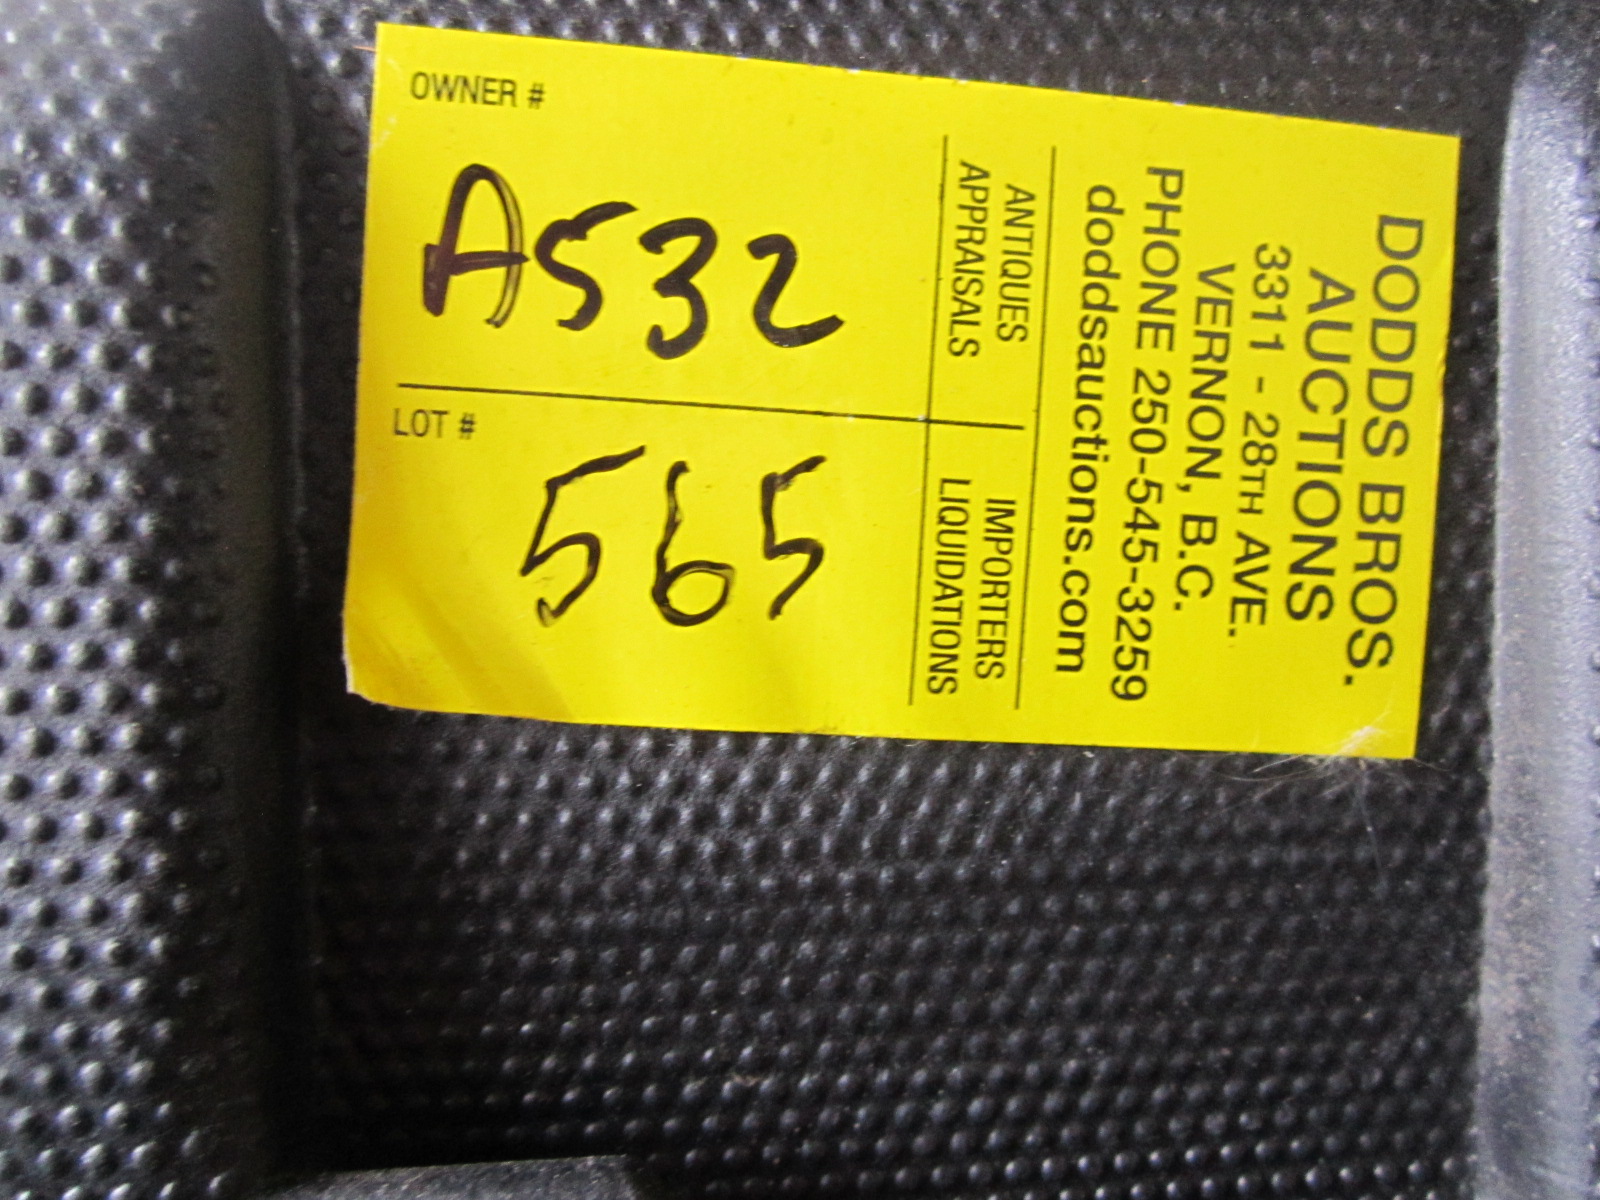 DODDS BROS.
AUCTIONS
3311 - 28TH AVE.
VERNON, B.C.
PHONE 250-545-3259
doddsauctions.com
ANTIQUES
APPRAISALS
IMPORTERS
LIQUIDATIONS
OWNER #
A532
LOT #
565